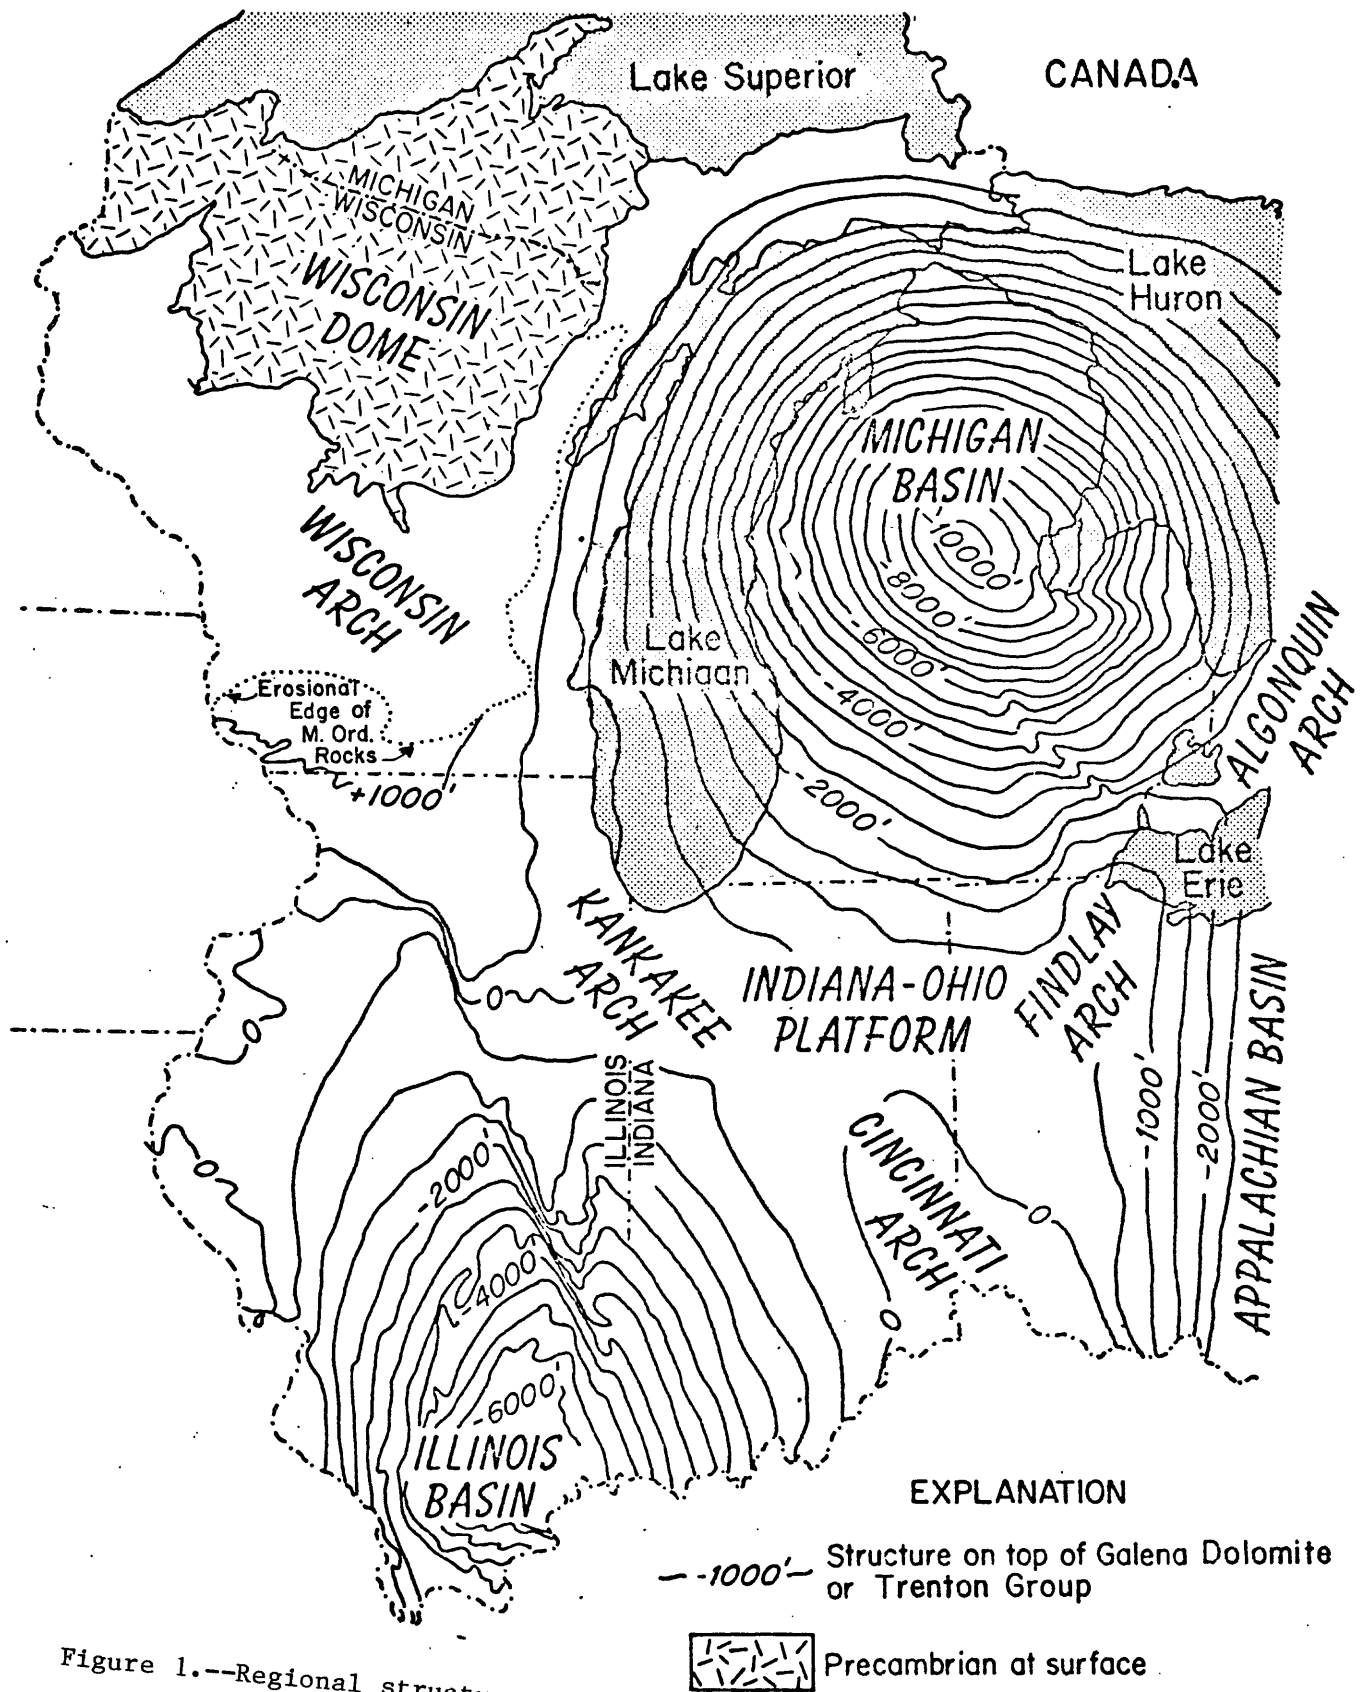 Lake Superior
CANADA
MICHIGAN
WISCONSIN
WISCONSIN
DOME
Lake
Huron
MICHIGAN
BASIN
-10000'
-8000'
-6000'
-4000'
-2000'
WISCONSIN
ARCH
Lake
Michigan
ALGONQUIN
ARCH
Erosional
Edge of
M. Ord.
Rocks
+1000'
Lake
Erie
KANKAKEE
ARCH
INDIANA-OHIO
PLATFORM
FINDLAY
ARCH
APPALACHIAN BASIN
-1000'
-2000'
0
0
0
ILLINOIS
INDIANA
CINCINNATI
ARCH
0
0
-2000'
-4000'
-6000'
ILLINOIS
BASIN
EXPLANATION
-1000' Structure on top of Galena Dolomite
or Trenton Group
Precambrian at surface
Figure 1.--Regional